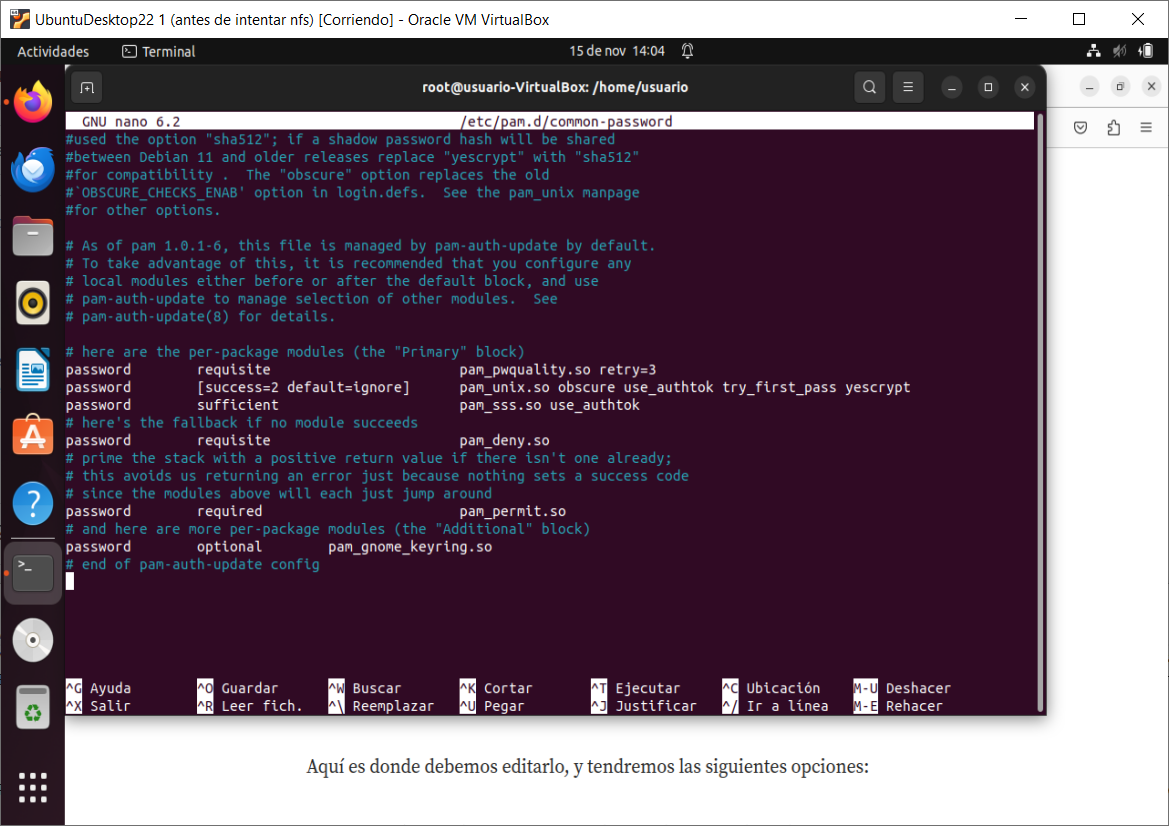 UbuntuDesktop22 1 (antes de intentar nfs) [Corriendo] - Oracle VM VirtualBox
Actividades Terminal 15 de nov 14:04
root@usuario-VirtualBox: /home/usuario
GNU nano 6.2 /etc/pam.d/common-password
#used the option "sha512"; if a shadow password hash will be shared
#between Debian 11 and older releases replace "yescrypt" with "sha512"
#for compatibility .  The "obscure" option replaces the old
#`OBSCURE_CHECKS_ENAB' option in login.defs.  See the pam_unix manpage
#for other options.
# As of pam 1.0.1-6, this file is managed by pam-auth-update by default.
# To take advantage of this, it is recommended that you configure any
# local modules either before or after the default block, and use
# pam-auth-update to manage selection of other modules.  See
# pam-auth-update(8) for details.
# here are the per-package modules (the "Primary" block)
password requisite pam_pwquality.so retry=3
password [success=2 default=ignore] pam_unix.so obscure use_authtok try_first_pass yescrypt
password sufficient pam_sss.so use_authtok
# here's the fallback if no module succeeds
password requisite pam_deny.so
# prime the stack with a positive return value if there isn't one already;
# this avoids us returning an error just because nothing sets a success code
# since the modules above will each just jump around
password required pam_permit.so
# and here are more per-package modules (the "Additional" block)
password optional pam_gnome_keyring.so
# end of pam-auth-update config
^G Ayuda ^O Guardar ^W Buscar ^K Cortar ^T Ejecutar ^C Ubicación M-U Deshacer
^X Salir ^R Leer fich. ^\ Reemplazar ^U Pegar ^J Justificar ^/ Ir a línea M-E Rehacer
Aquí es donde debemos editarlo, y tendremos las siguientes opciones: